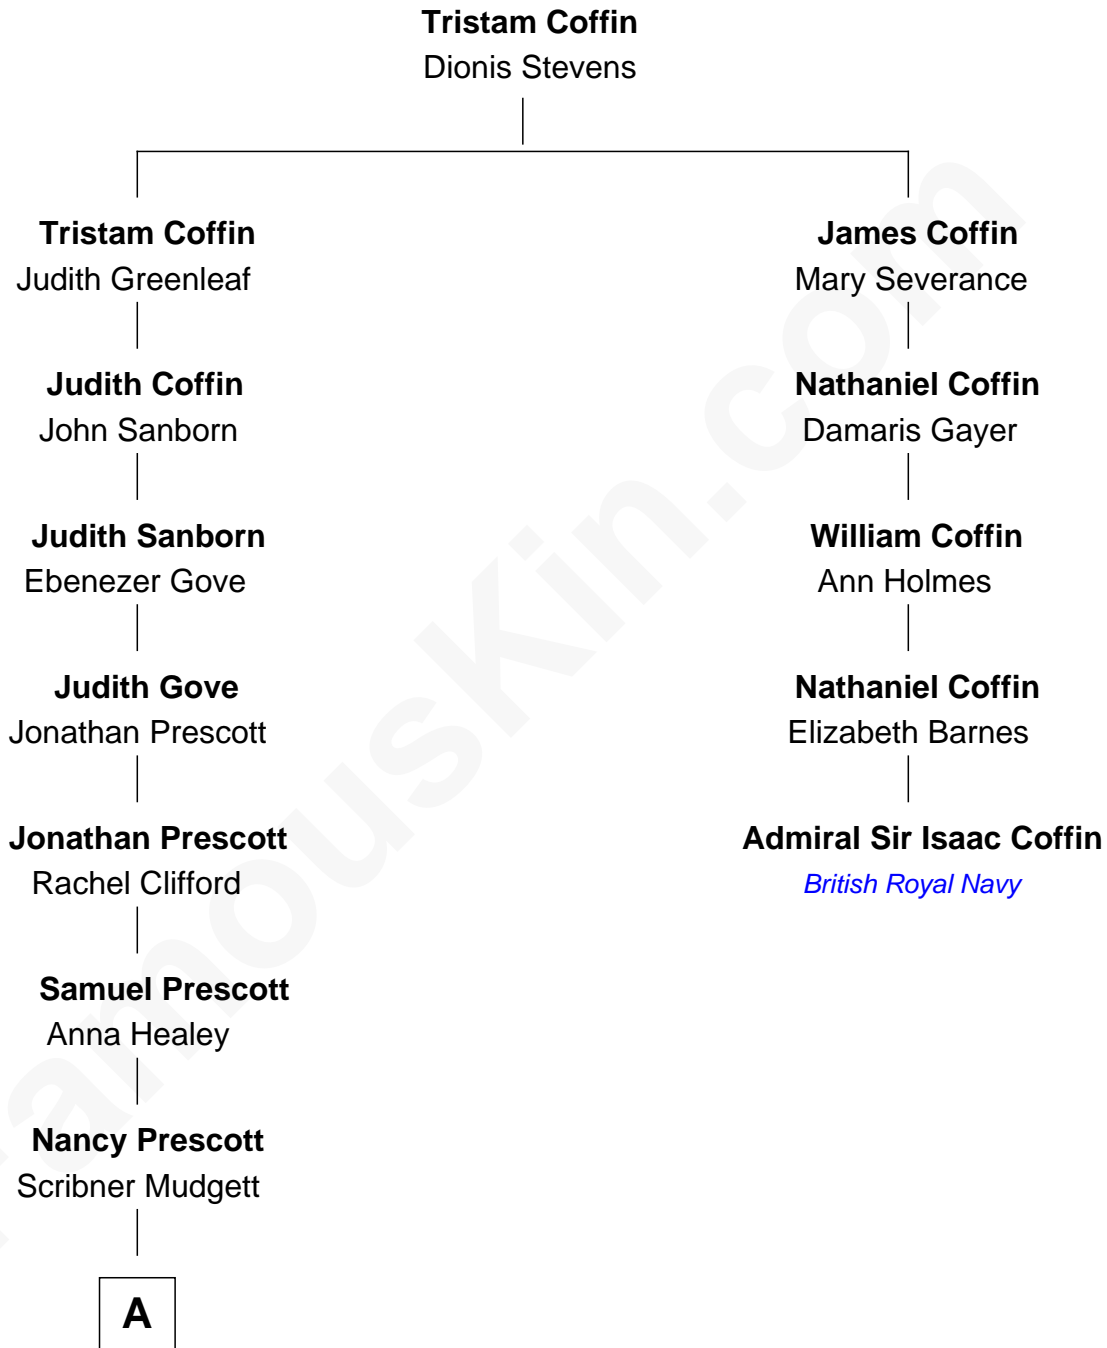 Tristam Coffin
Dionis Stevens
Tristam Coffin
Judith Greenleaf
James Coffin
Mary Severance
Judith Coffin
John Sanborn
Nathaniel Coffin
Damaris Gayer
Judith Sanborn
Ebenezer Gove
William Coffin
Ann Holmes
Judith Gove
Jonathan Prescott
Nathaniel Coffin
Elizabeth Barnes
Jonathan Prescott
Rachel Clifford
Admiral Sir Isaac Coffin
British Royal Navy
Samuel Prescott
Anna Healey
Nancy Prescott
Scribner Mudgett
A
FamousKin.com